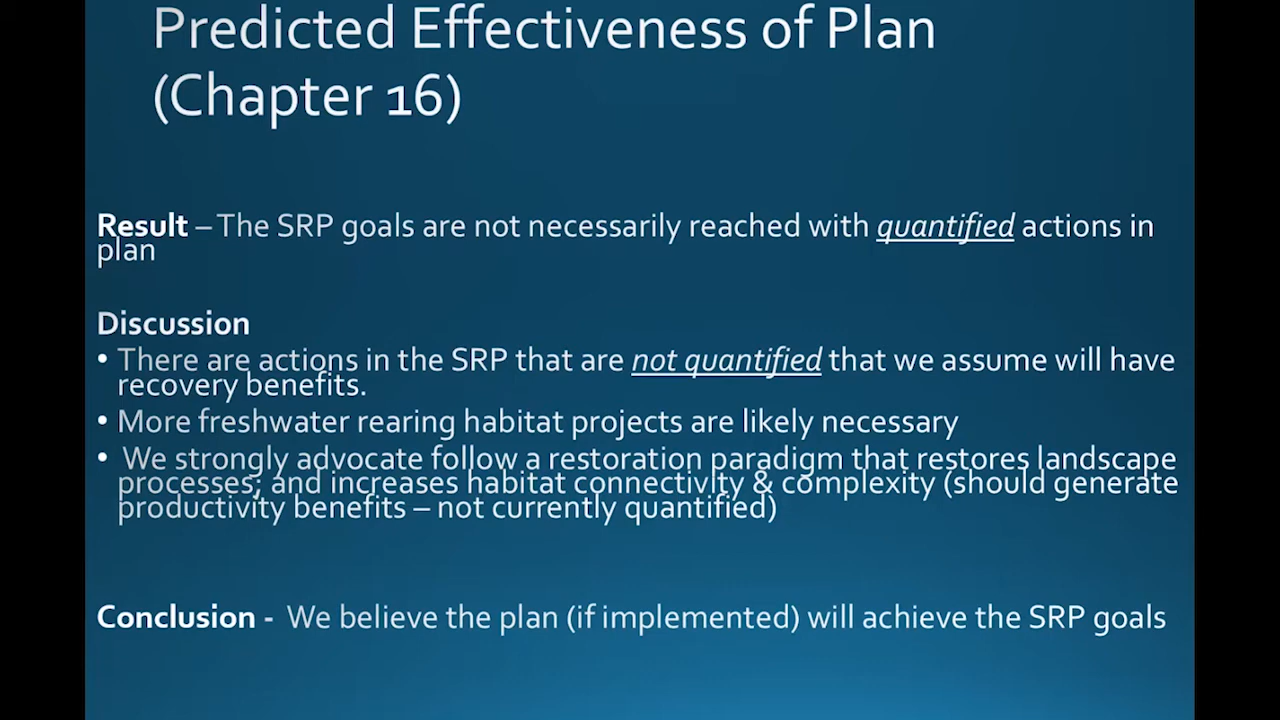 Predicted Effectiveness of Plan
(Chapter 16)
Result – The SRP goals are not necessarily reached with quantified actions in
plan
Discussion
• There are actions in the SRP that are not quantified that we assume will have
recovery benefits.
• More freshwater rearing habitat projects are likely necessary
• We strongly advocate follow a restoration paradigm that restores landscape
processes; and increases habitat connectivity & complexity (should generate
productivity benefits – not currently quantified)
Conclusion - We believe the plan (if implemented) will achieve the SRP goals